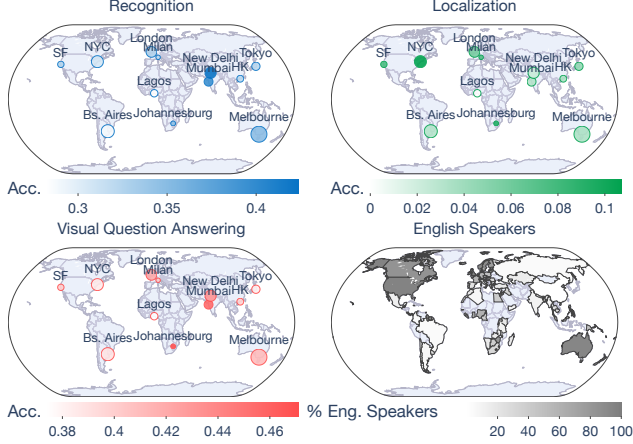 Recognition
London
SF
NYC
Milan
Tokyo
New Delhi
Mumbai
HK
Lagos
Bs. Aires
Johannesburg
Melbourne
Acc.
0.3 0.35 0.4
Localization
London
SF
NYC
Milan
Tokyo
New Delhi
Mumbai
HK
Lagos
Bs. Aires
Johannesburg
Melbourne
Acc.
0 0.02 0.04 0.06 0.08 0.1
Visual Question Answering
London
SF
NYC
Milan
Tokyo
New Delhi
Mumbai
HK
Lagos
Bs. Aires
Johannesburg
Melbourne
Acc.
0.38 0.4 0.42 0.44 0.46
English Speakers
% Eng. Speakers
20 40 60 80 100